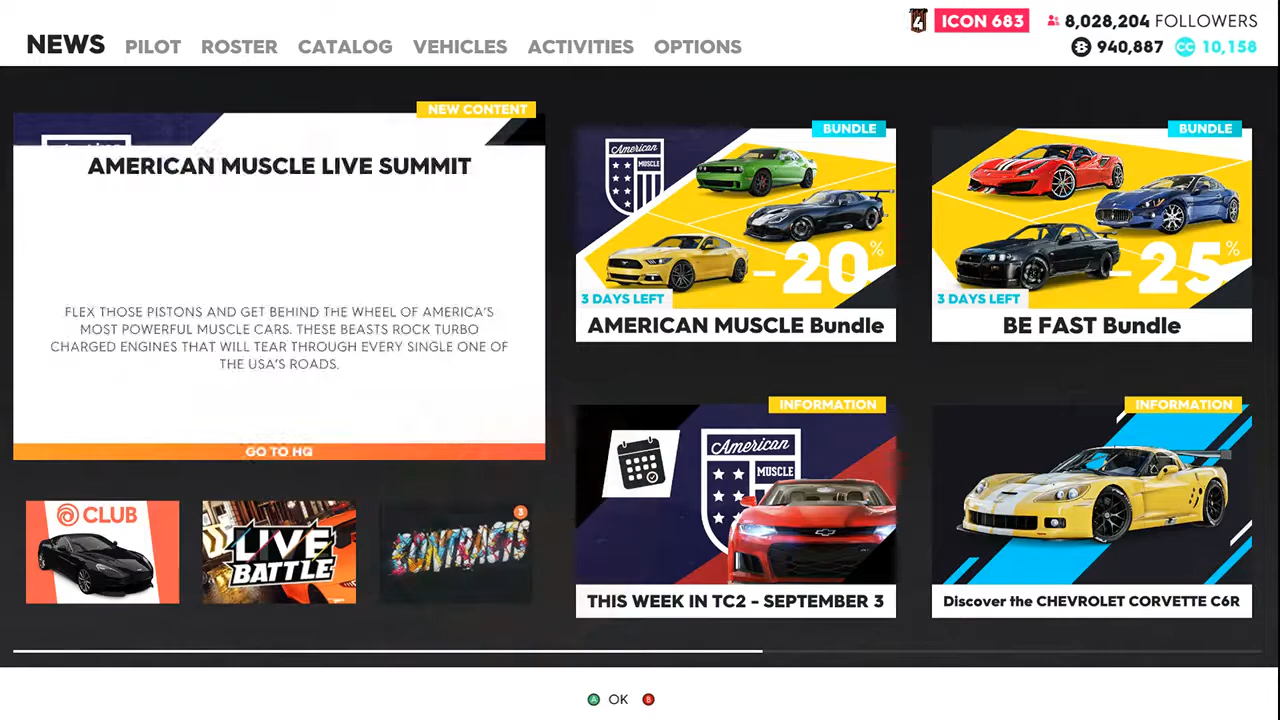 4
ICON 683
8,028,204 FOLLOWERS
NEWS
PILOT
ROSTER
CATALOG
VEHICLES
ACTIVITIES
OPTIONS
B 940,887
CC 10,158
NEW CONTENT
AMERICAN MUSCLE LIVE SUMMIT
FLEX THOSE PISTONS AND GET BEHIND THE WHEEL OF AMERICA'S
MOST POWERFUL MUSCLE CARS. THESE BEASTS ROCK TURBO
CHARGED ENGINES THAT WILL TEAR THROUGH EVERY SINGLE ONE OF
THE USA'S ROADS.
GO TO HQ
BUNDLE
American
MUSCLE
-20%
3 DAYS LEFT
AMERICAN MUSCLE Bundle
BUNDLE
-25%
3 DAYS LEFT
BE FAST Bundle
CLUB
LIVE
BATTLE
3
CONTRACTS
INFORMATION
American
MUSCLE
THIS WEEK IN TC2 - SEPTEMBER 3
INFORMATION
Discover the CHEVROLET CORVETTE C6R
A OK B